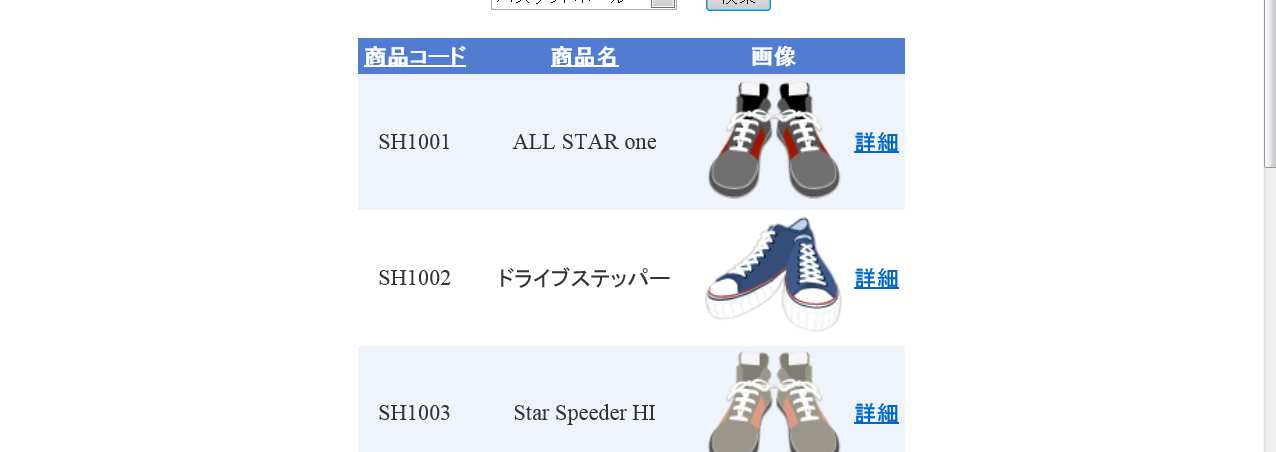 商品コード 商品名 画像
SH1001 ALL STAR one 詳細
SH1002 ドライブステッパー 詳細
SH1003 Star Speeder HI 詳細